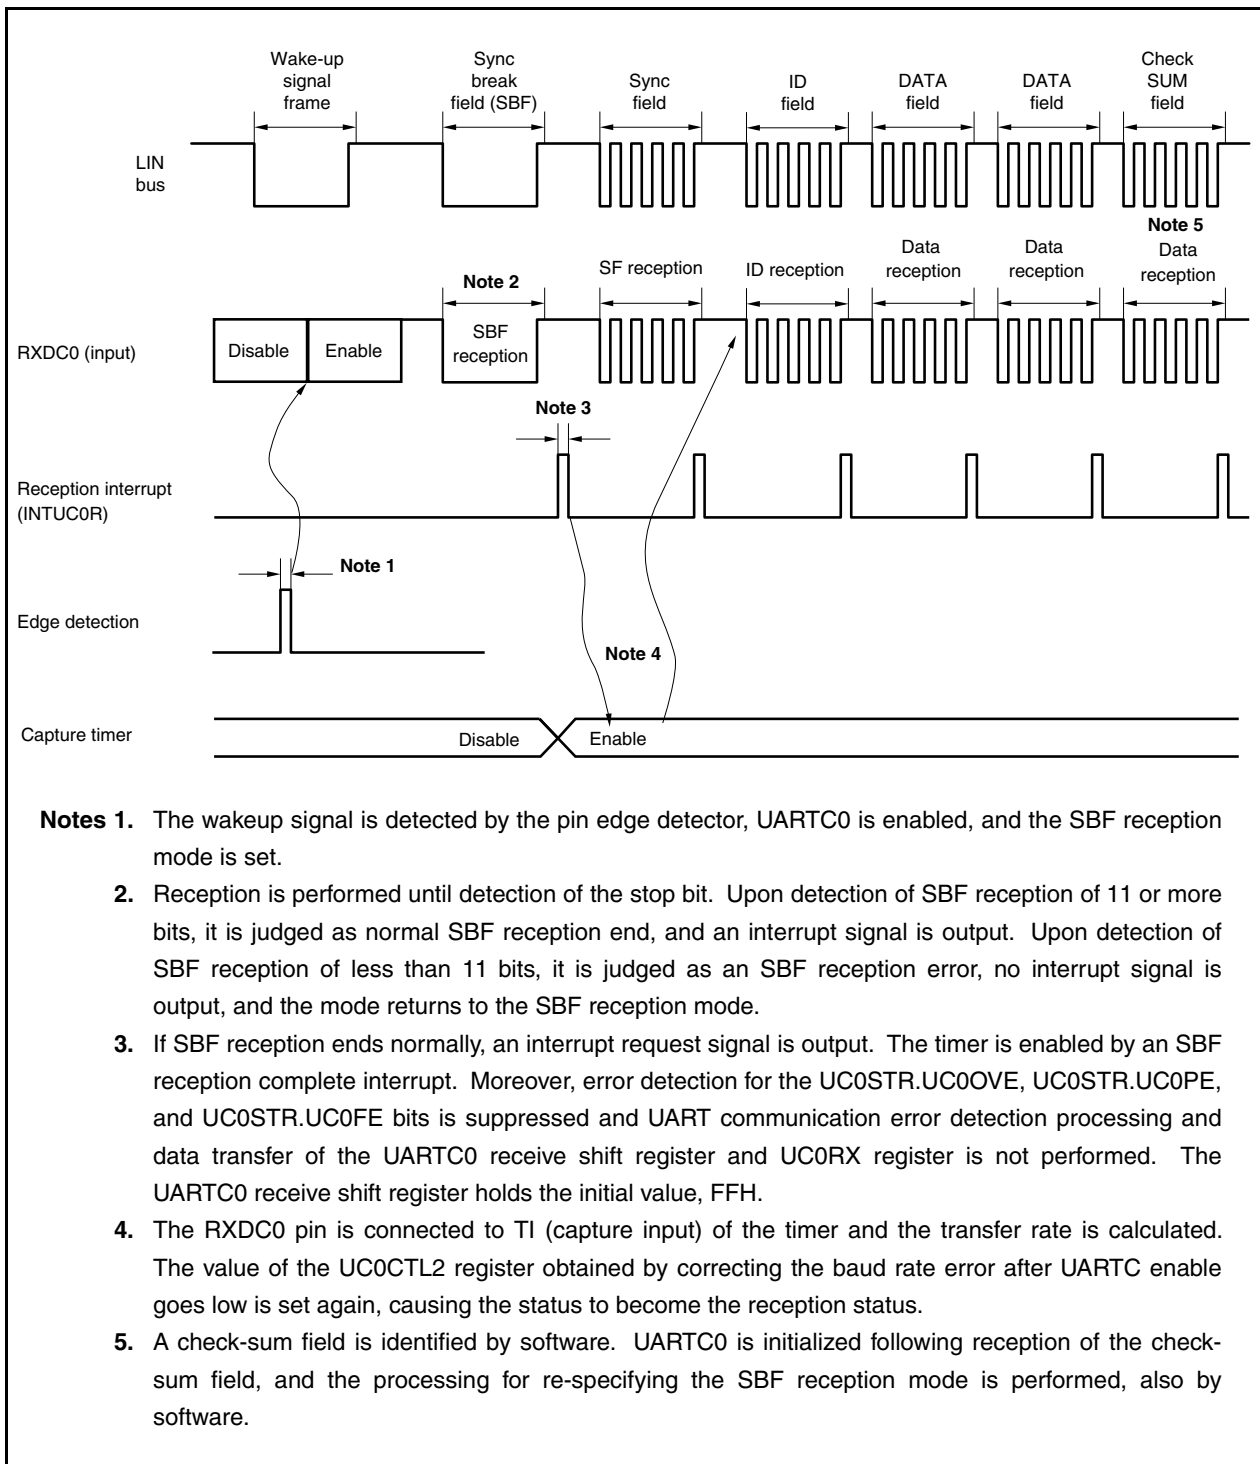 Wake-up
signal
frame
Sync
break
field (SBF)
Sync
field
ID
field
DATA
field
DATA
field
Check
SUM
field
LIN
bus
Note 5
Note 2
SF reception
ID reception
Data
reception
Data
reception
Data
reception
RXDC0 (input)
Disable
Enable
SBF
reception
Note 3
Reception interrupt
(INTUC0R)
Note 1
Edge detection
Note 4
Capture timer
Disable
Enable
Notes 1. The wakeup signal is detected by the pin edge detector, UARTC0 is enabled, and the SBF reception
mode is set.
2. Reception is performed until detection of the stop bit. Upon detection of SBF reception of 11 or more
bits, it is judged as normal SBF reception end, and an interrupt signal is output. Upon detection of
SBF reception of less than 11 bits, it is judged as an SBF reception error, no interrupt signal is
output, and the mode returns to the SBF reception mode.
3. If SBF reception ends normally, an interrupt request signal is output. The timer is enabled by an SBF
reception complete interrupt. Moreover, error detection for the UC0STR.UC0OVE, UC0STR.UC0PE,
and UC0STR.UC0FE bits is suppressed and UART communication error detection processing and
data transfer of the UARTC0 receive shift register and UC0RX register is not performed. The
UARTC0 receive shift register holds the initial value, FFH.
4. The RXDC0 pin is connected to TI (capture input) of the timer and the transfer rate is calculated.
The value of the UC0CTL2 register obtained by correcting the baud rate error after UARTC enable
goes low is set again, causing the status to become the reception status.
5. A check-sum field is identified by software. UARTC0 is initialized following reception of the check-
sum field, and the processing for re-specifying the SBF reception mode is performed, also by
software.